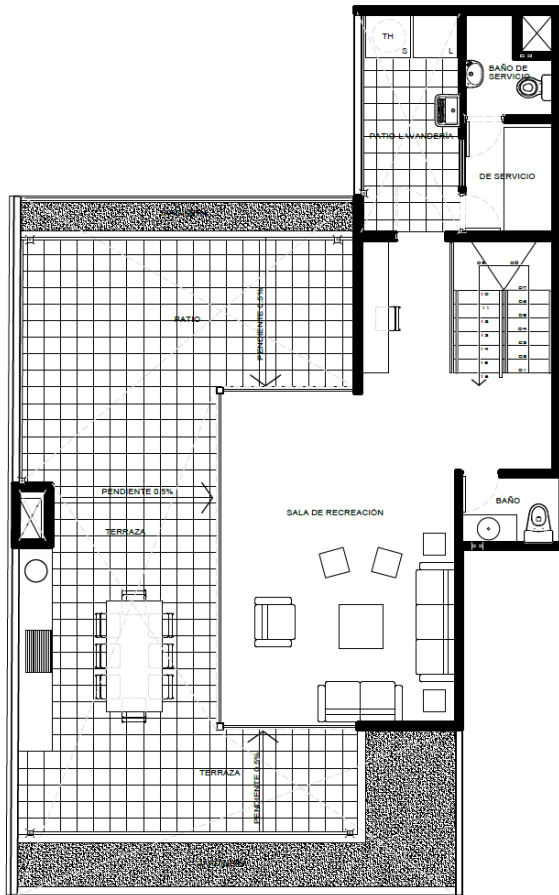 TH
S
L
BAÑO DE
SERVICIO
PATIO LAVANDERÍA
DE SERVICIO
PATIO
PENDIENTE 0.5%
PENDIENTE 0.5%
TERRAZA
SALA DE RECREACIÓN
BAÑO
TERRAZA
PENDIENTE 0.5%